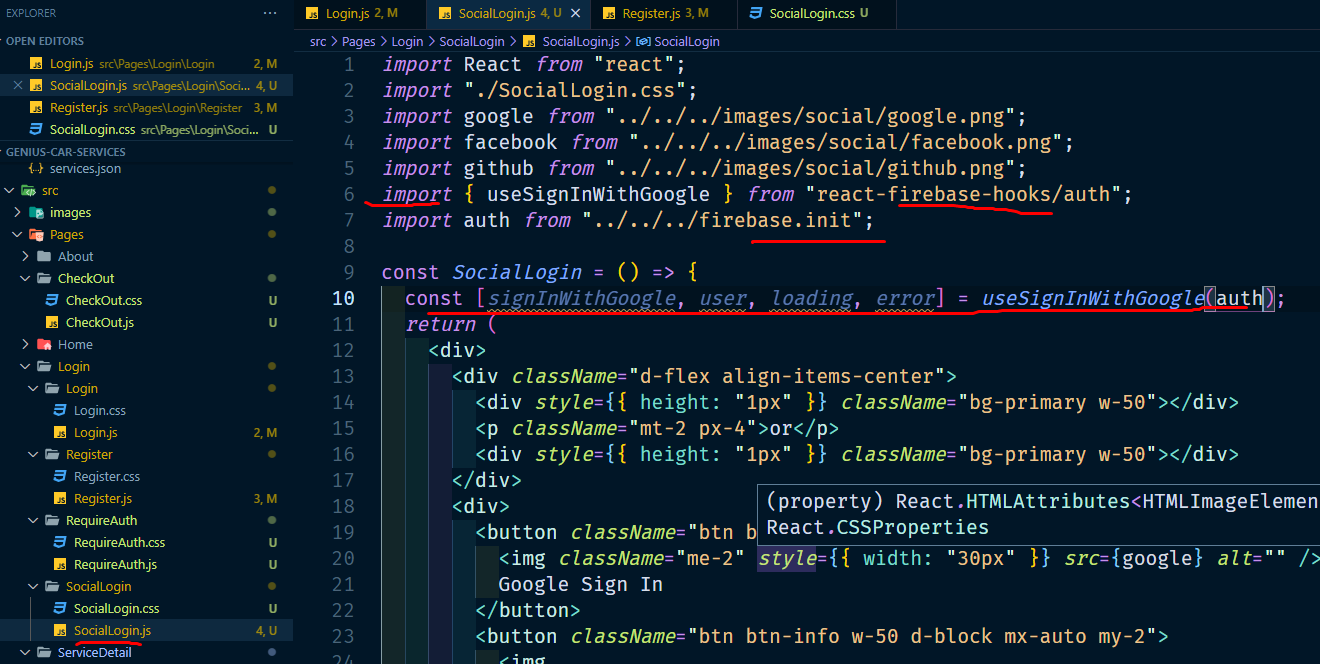 EXPLORER ...
OPEN EDITORS
Login.js src\Pages\Login\Login 2, M
SocialLogin.js src\Pages\Login\Soci... 4, U
Register.js src\Pages\Login\Register 3, M
SocialLogin.css src\Pages\Login\Soci... U
GENIUS-CAR-SERVICES
{..} services.json
src
images
Pages
About
CheckOut
CheckOut.css U
CheckOut.js U
Home
Login
Login
Login.css
Login.js 2, M
Register
Register.css
Register.js 3, M
RequireAuth
RequireAuth.css U
RequireAuth.js U
SocialLogin
SocialLogin.css U
SocialLogin.js 4, U
ServiceDetail
Login.js 2, M SocialLogin.js 4, U Register.js 3, M SocialLogin.css U
src > Pages > Login > SocialLogin > SocialLogin.js > SocialLogin
1 import React from "react";
2 import "./SocialLogin.css";
3 import google from "../../../images/social/google.png";
4 import facebook from "../../../images/social/facebook.png";
5 import github from "../../../images/social/github.png";
6 import { useSignInWithGoogle } from "react-firebase-hooks/auth";
7 import auth from "../../../firebase.init";
8
9 const SocialLogin = () => {
10 const [signInWithGoogle, user, loading, error] = useSignInWithGoogle(auth);
11 return (
12 <div>
13 <div className="d-flex align-items-center">
14 <div style={{ height: "1px" }} className="bg-primary w-50"></div>
15 <p className="mt-2 px-4">or</p>
16 <div style={{ height: "1px" }} className="bg-primary w-50"></div>
17 </div>
18 <div>
(property) React.HTMLAttributes<HTMLImageElemen
React.CSSProperties
19 <button className="btn b
20 <img className="me-2" style={{ width: "30px" }} src={google} alt="" />
21 Google Sign In
22 </button>
23 <button className="btn btn-info w-50 d-block mx-auto my-2">
24 <img